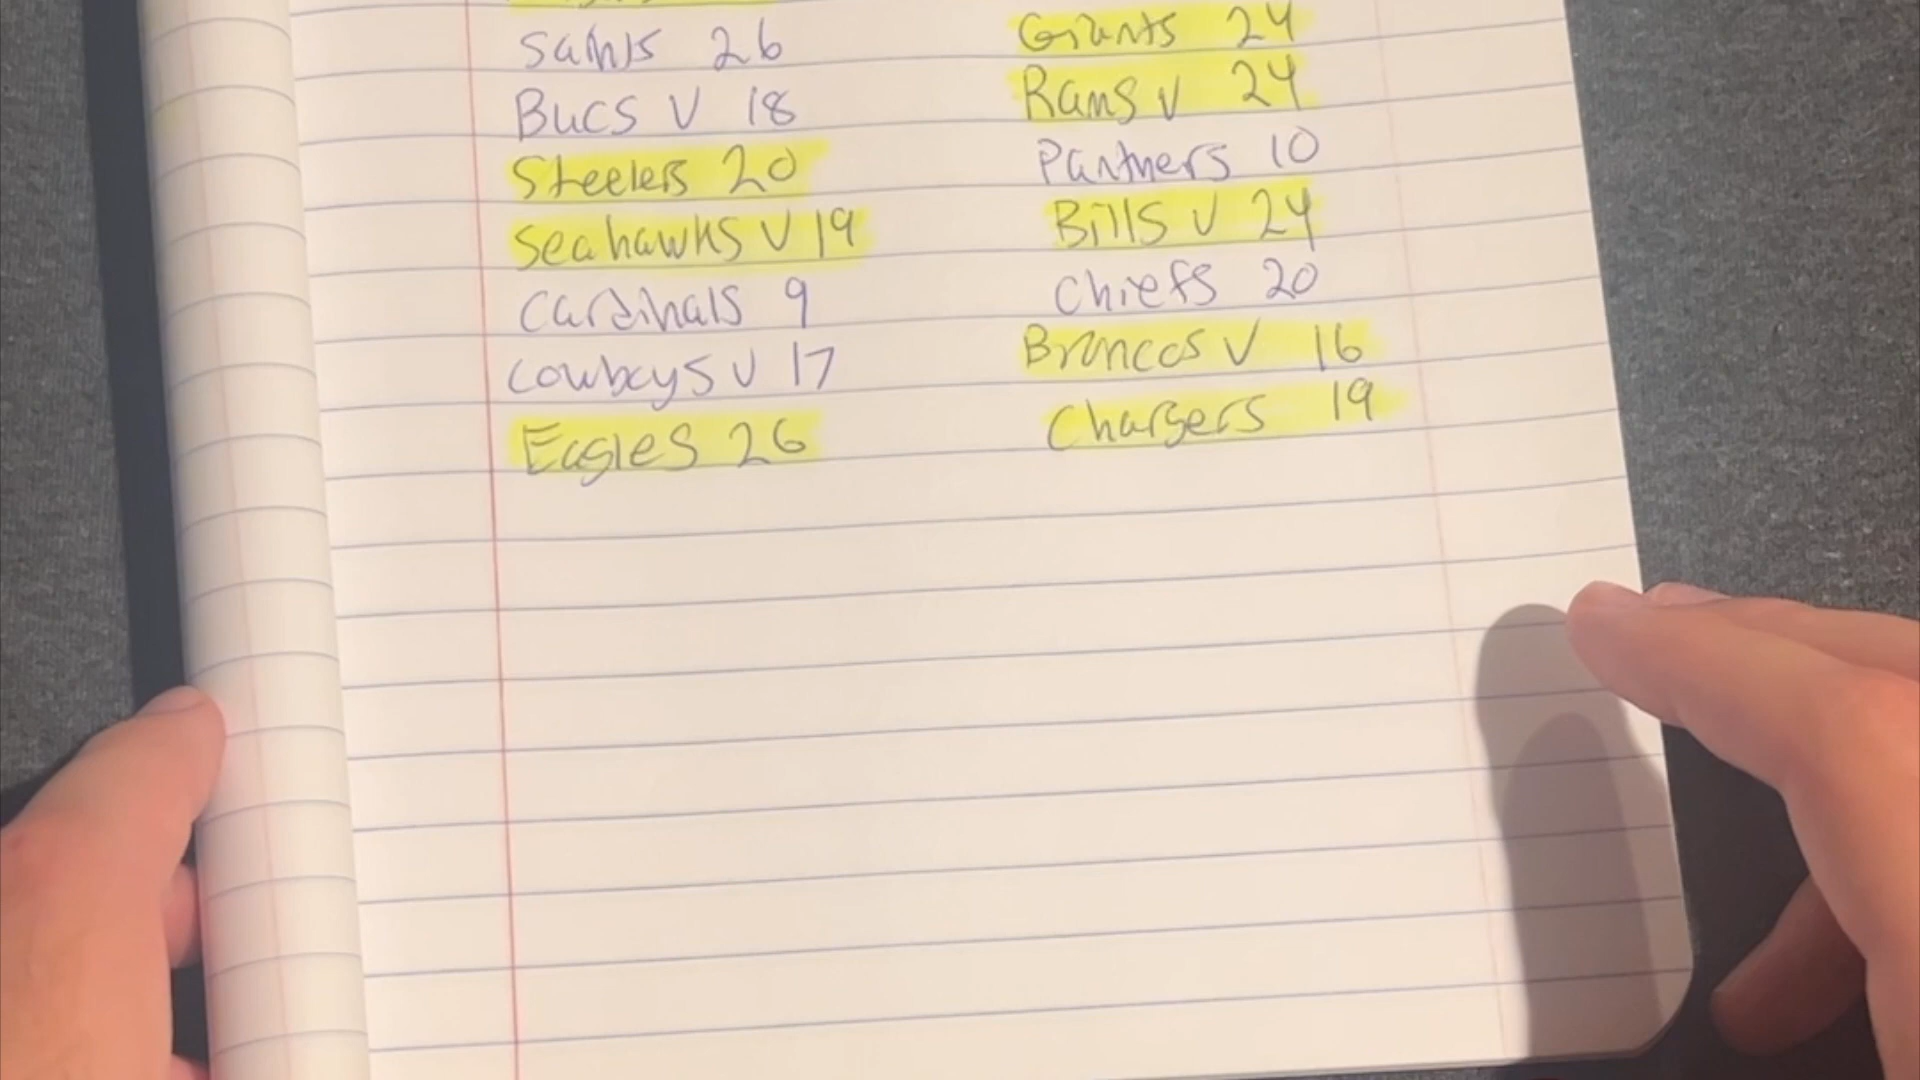 Saints 26
Bucs V 18
Steelers 20
Seahawks V 19
Cardinals 9
Cowboys V 17
Eagles 26
Giants 24
Rams V 24
Panthers 10
Bills V 24
Chiefs 20
Broncos V 16
Chargers 19